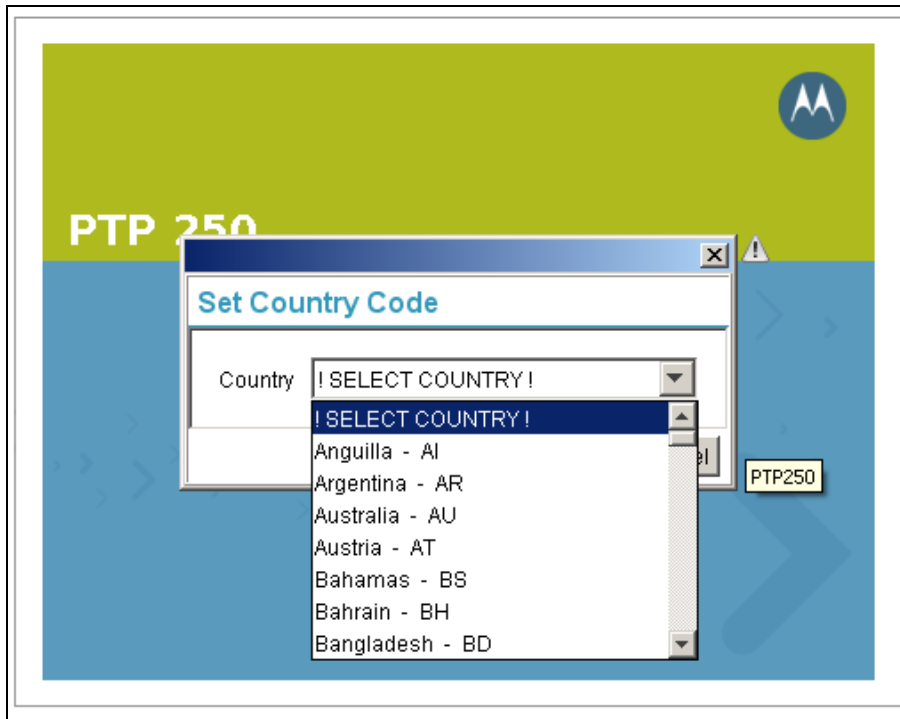 PTP 250
Set Country Code
Country ! SELECT COUNTRY !
! SELECT COUNTRY !
Anguilla - AI
Argentina - AR
Australia - AU
Austria - AT
Bahamas - BS
Bahrain - BH
Bangladesh - BD
PTP250